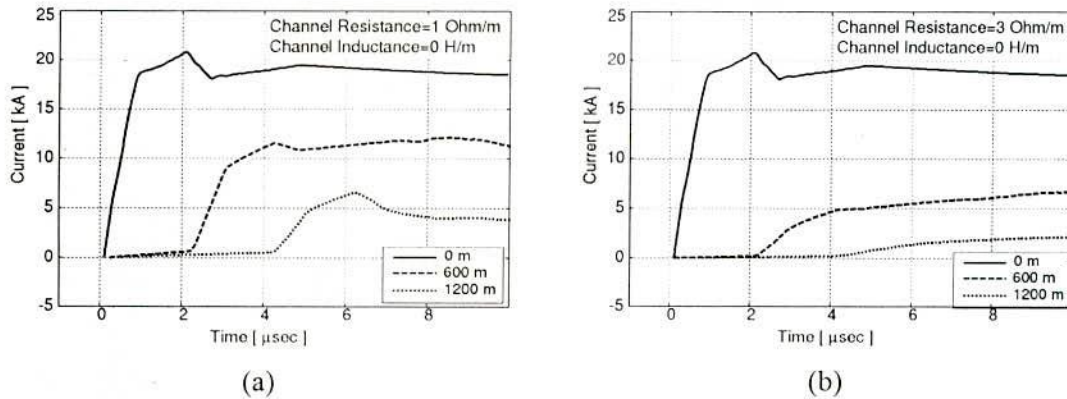 Channel Resistance=1 Ohm/m
Channel Inductance=0 H/m
25
20
15
10
5
0
-5
Current [ kA ]
0 m
600 m
1200 m
0
2
4
6
8
Time [ μsec ]
(a)
Channel Resistance=3 Ohm/m
Channel Inductance=0 H/m
25
20
15
10
5
0
-5
Current [ kA ]
0 m
600 m
1200 m
0
2
4
6
8
Time [ μsec ]
(b)